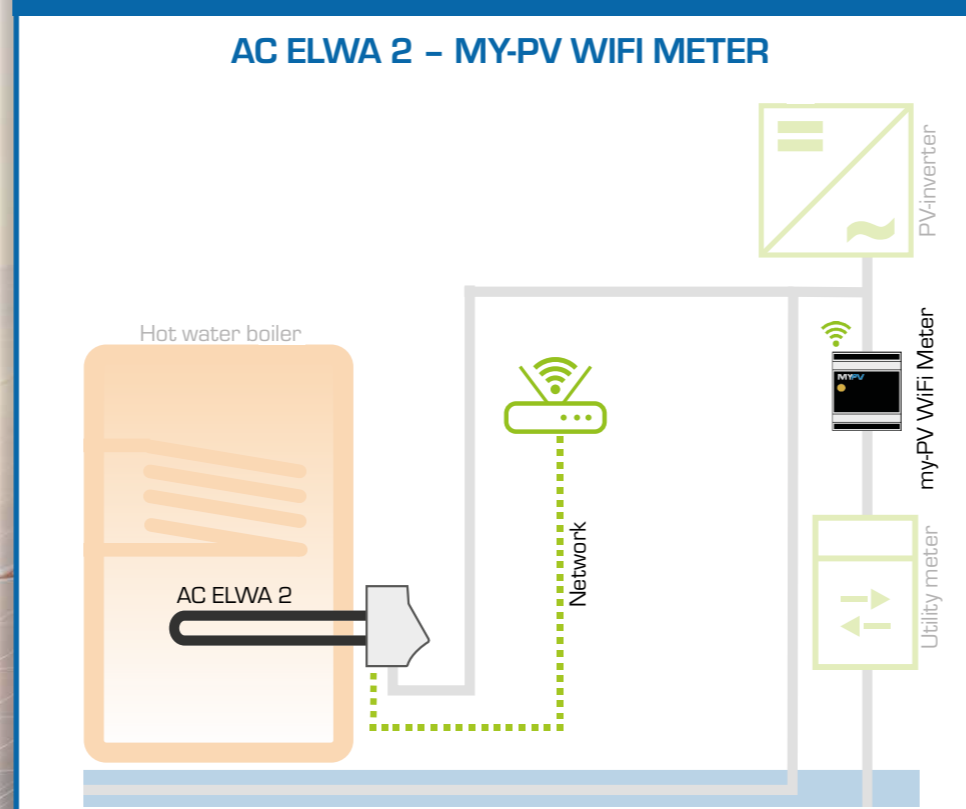 AC ELWA 2 – MY-PV WIFI METER
PV-inverter
Hot water boiler
my-PV WiFi Meter
MYPV
Network
AC ELWA 2
Utility meter